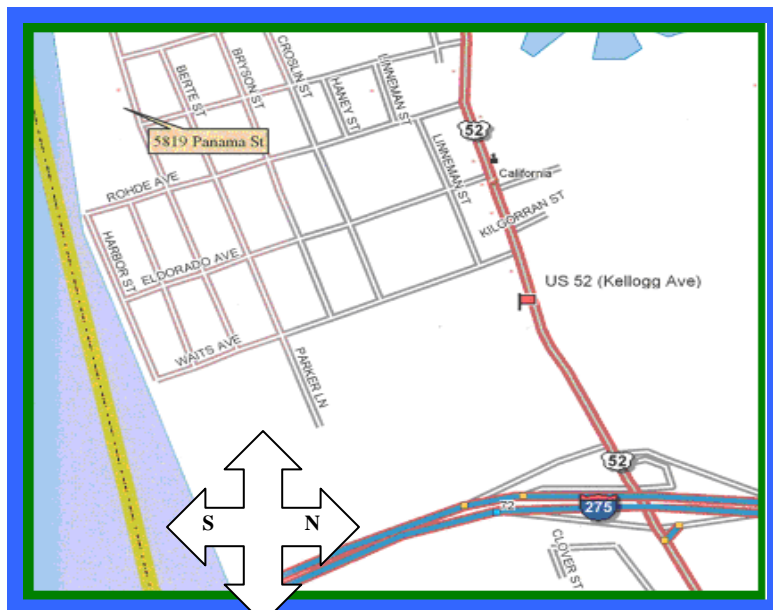 BERTE ST
BRYSON ST
CROSLIN ST
HANEY ST
LINNEMAN ST
52
5819 Panama St
California
LINNEMAN ST
ROHDE AVE
KILGORRAN ST
HARBOR ST
ELDORADO AVE
US 52 (Kellogg Ave)
WAITS AVE
PARKER LN
52
72
275
S
N
CLOVER ST